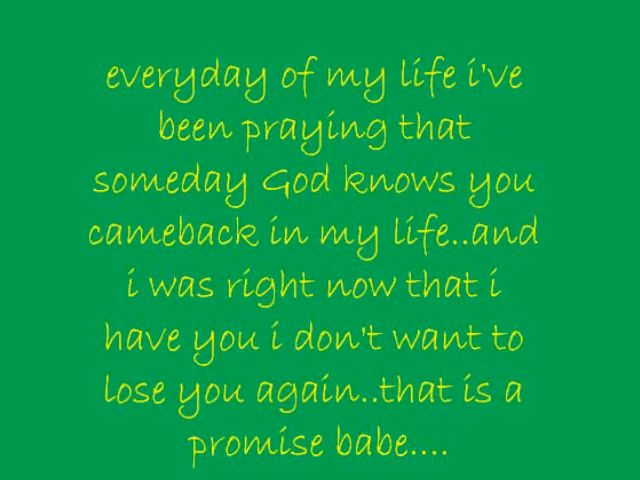 everyday of my life i've
been praying that
someday God knows you
cameback in my life..and
i was right now that i
have you i don't want to
lose you again..that is a
promise babe....